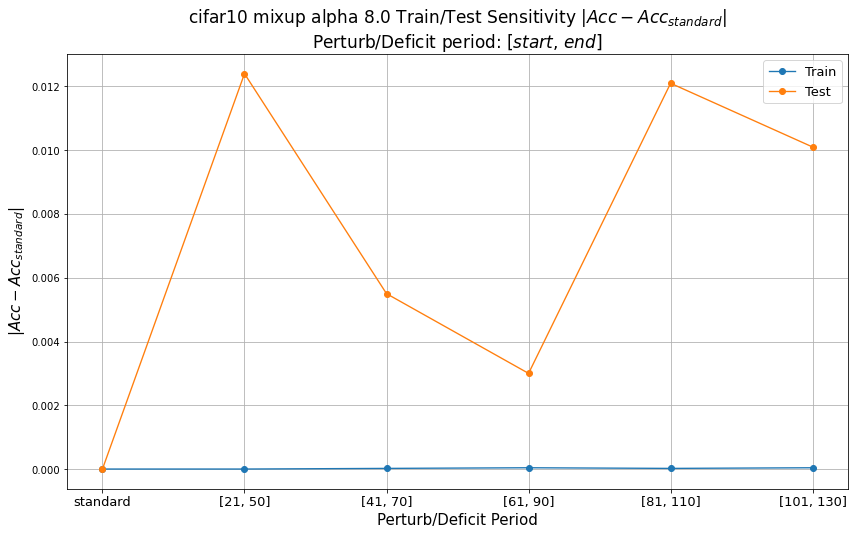 cifar10 mixup alpha 8.0 Train/Test Sensitivity |Acc − Acc_standard|
Perturb/Deficit period: [start, end]
Train
Test
|Acc − Acc_standard|
0.012
0.010
0.008
0.006
0.004
0.002
0.000
standard
[21, 50]
[41, 70]
[61, 90]
[81, 110]
[101, 130]
Perturb/Deficit Period